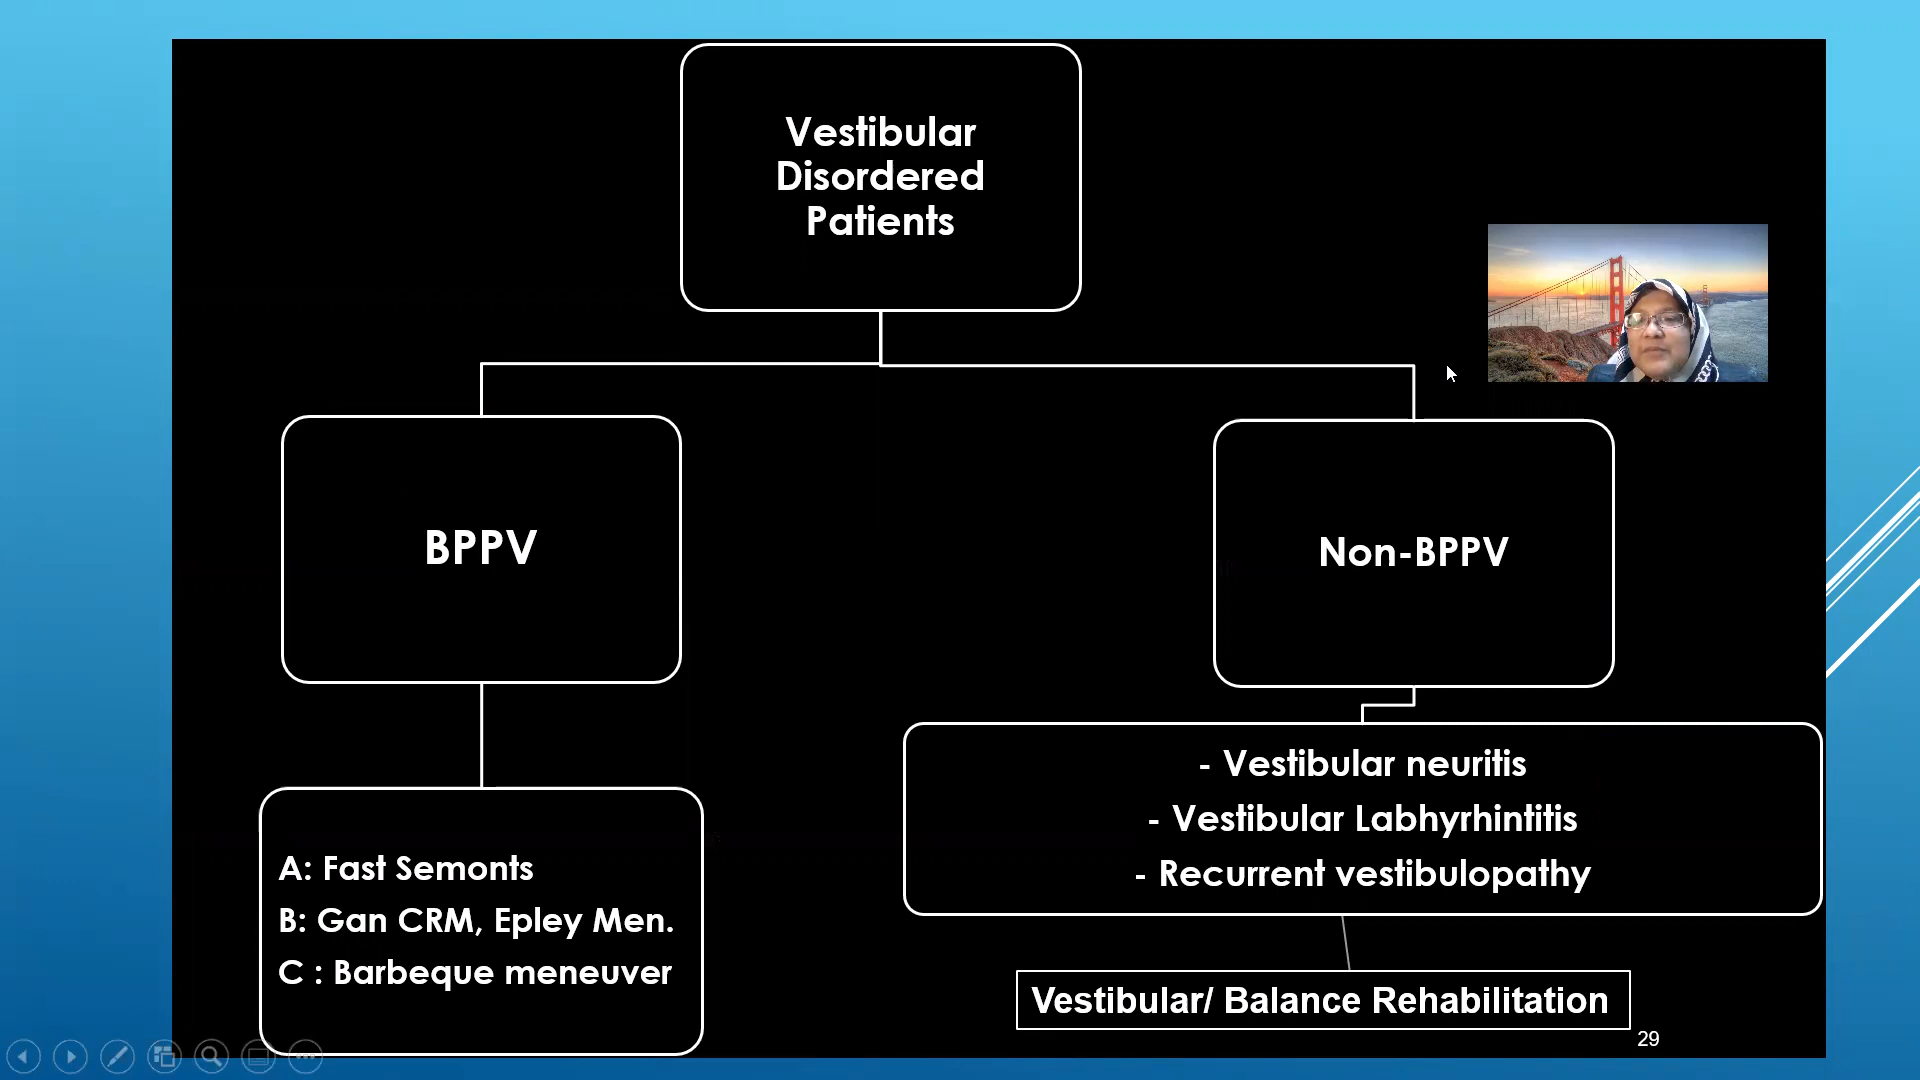 Vestibular
Disordered
Patients
BPPV
Non-BPPV
A: Fast Semonts
B: Gan CRM, Epley Men.
C : Barbeque meneuver
- Vestibular neuritis
- Vestibular Labhyrhintitis
- Recurrent vestibulopathy
Vestibular/ Balance Rehabilitation
29